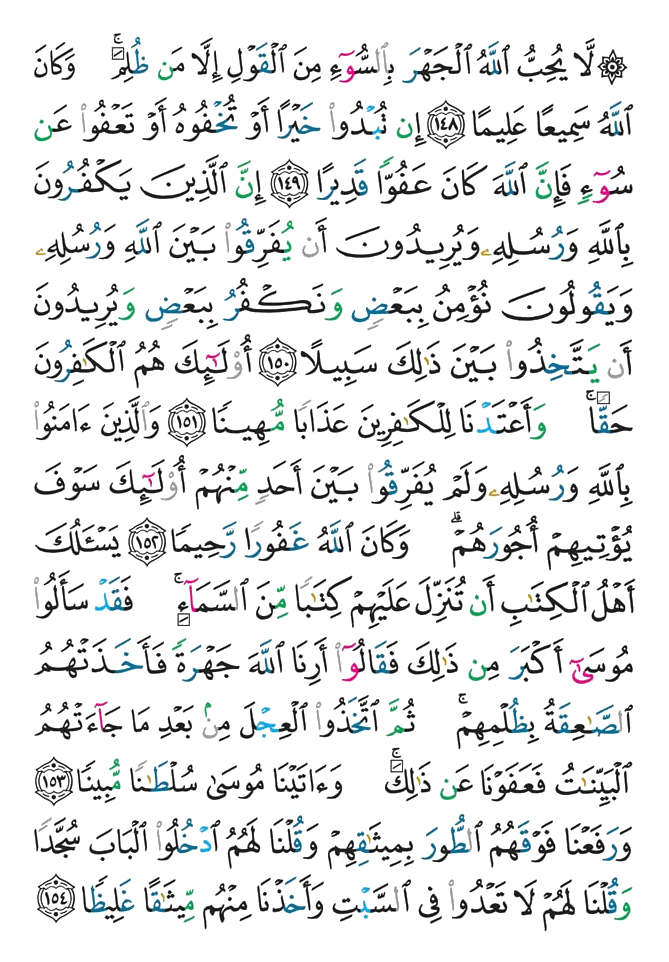 ۞ لَّا يُحِبُّ ٱللَّهُ ٱلْجَهْرَ بِٱلسُّوٓءِ مِنَ ٱلْقَوْلِ إِلَّا مَن ظُلِمَ ۚ وَكَانَ
ٱللَّهُ سَمِيعًا عَلِيمًا ١٤٨ إِن تُبْدُوا۟ خَيْرًا أَوْ تُخْفُوهُ أَوْ تَعْفُوا۟ عَن
سُوٓءٍ فَإِنَّ ٱللَّهَ كَانَ عَفُوًّا قَدِيرًا ١٤٩ إِنَّ ٱلَّذِينَ يَكْفُرُونَ
بِٱللَّهِ وَرُسُلِهِۦ وَيُرِيدُونَ أَن يُفَرِّقُوا۟ بَيْنَ ٱللَّهِ وَرُسُلِهِۦ
وَيَقُولُونَ نُؤْمِنُ بِبَعْضٍ وَنَكْفُرُ بِبَعْضٍ وَيُرِيدُونَ
أَن يَتَّخِذُوا۟ بَيْنَ ذَٰلِكَ سَبِيلًا ١٥٠ أُو۟لَٰٓئِكَ هُمُ ٱلْكَٰفِرُونَ
حَقًّا ۚ وَأَعْتَدْنَا لِلْكَٰفِرِينَ عَذَابًا مُّهِينًا ١٥١ وَٱلَّذِينَ ءَامَنُوا۟
بِٱللَّهِ وَرُسُلِهِۦ وَلَمْ يُفَرِّقُوا۟ بَيْنَ أَحَدٍ مِّنْهُمْ أُو۟لَٰٓئِكَ سَوْفَ
يُؤْتِيهِمْ أُجُورَهُمْ ۗ وَكَانَ ٱللَّهُ غَفُورًا رَّحِيمًا ١٥٢ يَسْـَٔلُكَ
أَهْلُ ٱلْكِتَٰبِ أَن تُنَزِّلَ عَلَيْهِمْ كِتَٰبًا مِّنَ ٱلسَّمَآءِ ۚ فَقَدْ سَأَلُوا۟
مُوسَىٰٓ أَكْبَرَ مِن ذَٰلِكَ فَقَالُوٓا۟ أَرِنَا ٱللَّهَ جَهْرَةً فَأَخَذَتْهُمُ
ٱلصَّٰعِقَةُ بِظُلْمِهِمْ ۚ ثُمَّ ٱتَّخَذُوا۟ ٱلْعِجْلَ مِنۢ بَعْدِ مَا جَآءَتْهُمُ
ٱلْبَيِّنَٰتُ فَعَفَوْنَا عَن ذَٰلِكَ ۚ وَءَاتَيْنَا مُوسَىٰ سُلْطَٰنًا مُّبِينًا ١٥٣
وَرَفَعْنَا فَوْقَهُمُ ٱلطُّورَ بِمِيثَٰقِهِمْ وَقُلْنَا لَهُمُ ٱدْخُلُوا۟ ٱلْبَابَ سُجَّدًا
وَقُلْنَا لَهُمْ لَا تَعْدُوا۟ فِى ٱلسَّبْتِ وَأَخَذْنَا مِنْهُم مِّيثَٰقًا غَلِيظًا ١٥٤